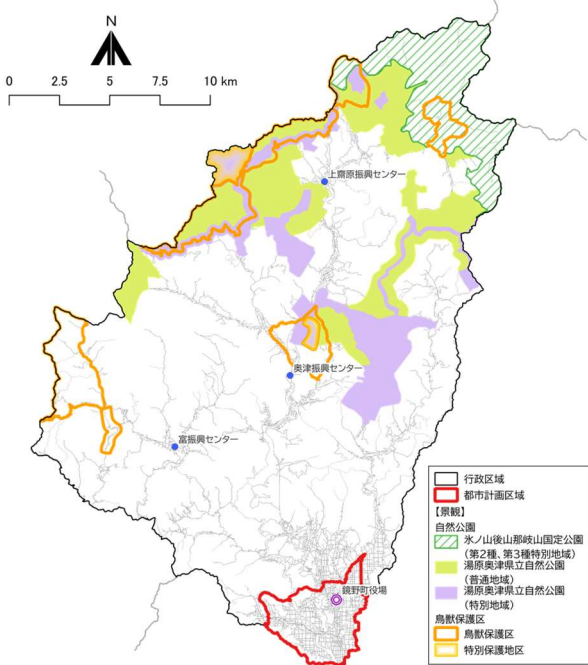 N
0 2.5 5 7.5 10 km
上齋原振興センター
奥津振興センター
富振興センター
鏡野町役場
行政区域
都市計画区域
【景観】
自然公園
氷ノ山後山那岐山国定公園
(第2種、第3種特別地域)
湯原奥津県立自然公園
(普通地域)
湯原奥津県立自然公園
(特別地域)
鳥獣保護区
鳥獣保護区
特別保護地区